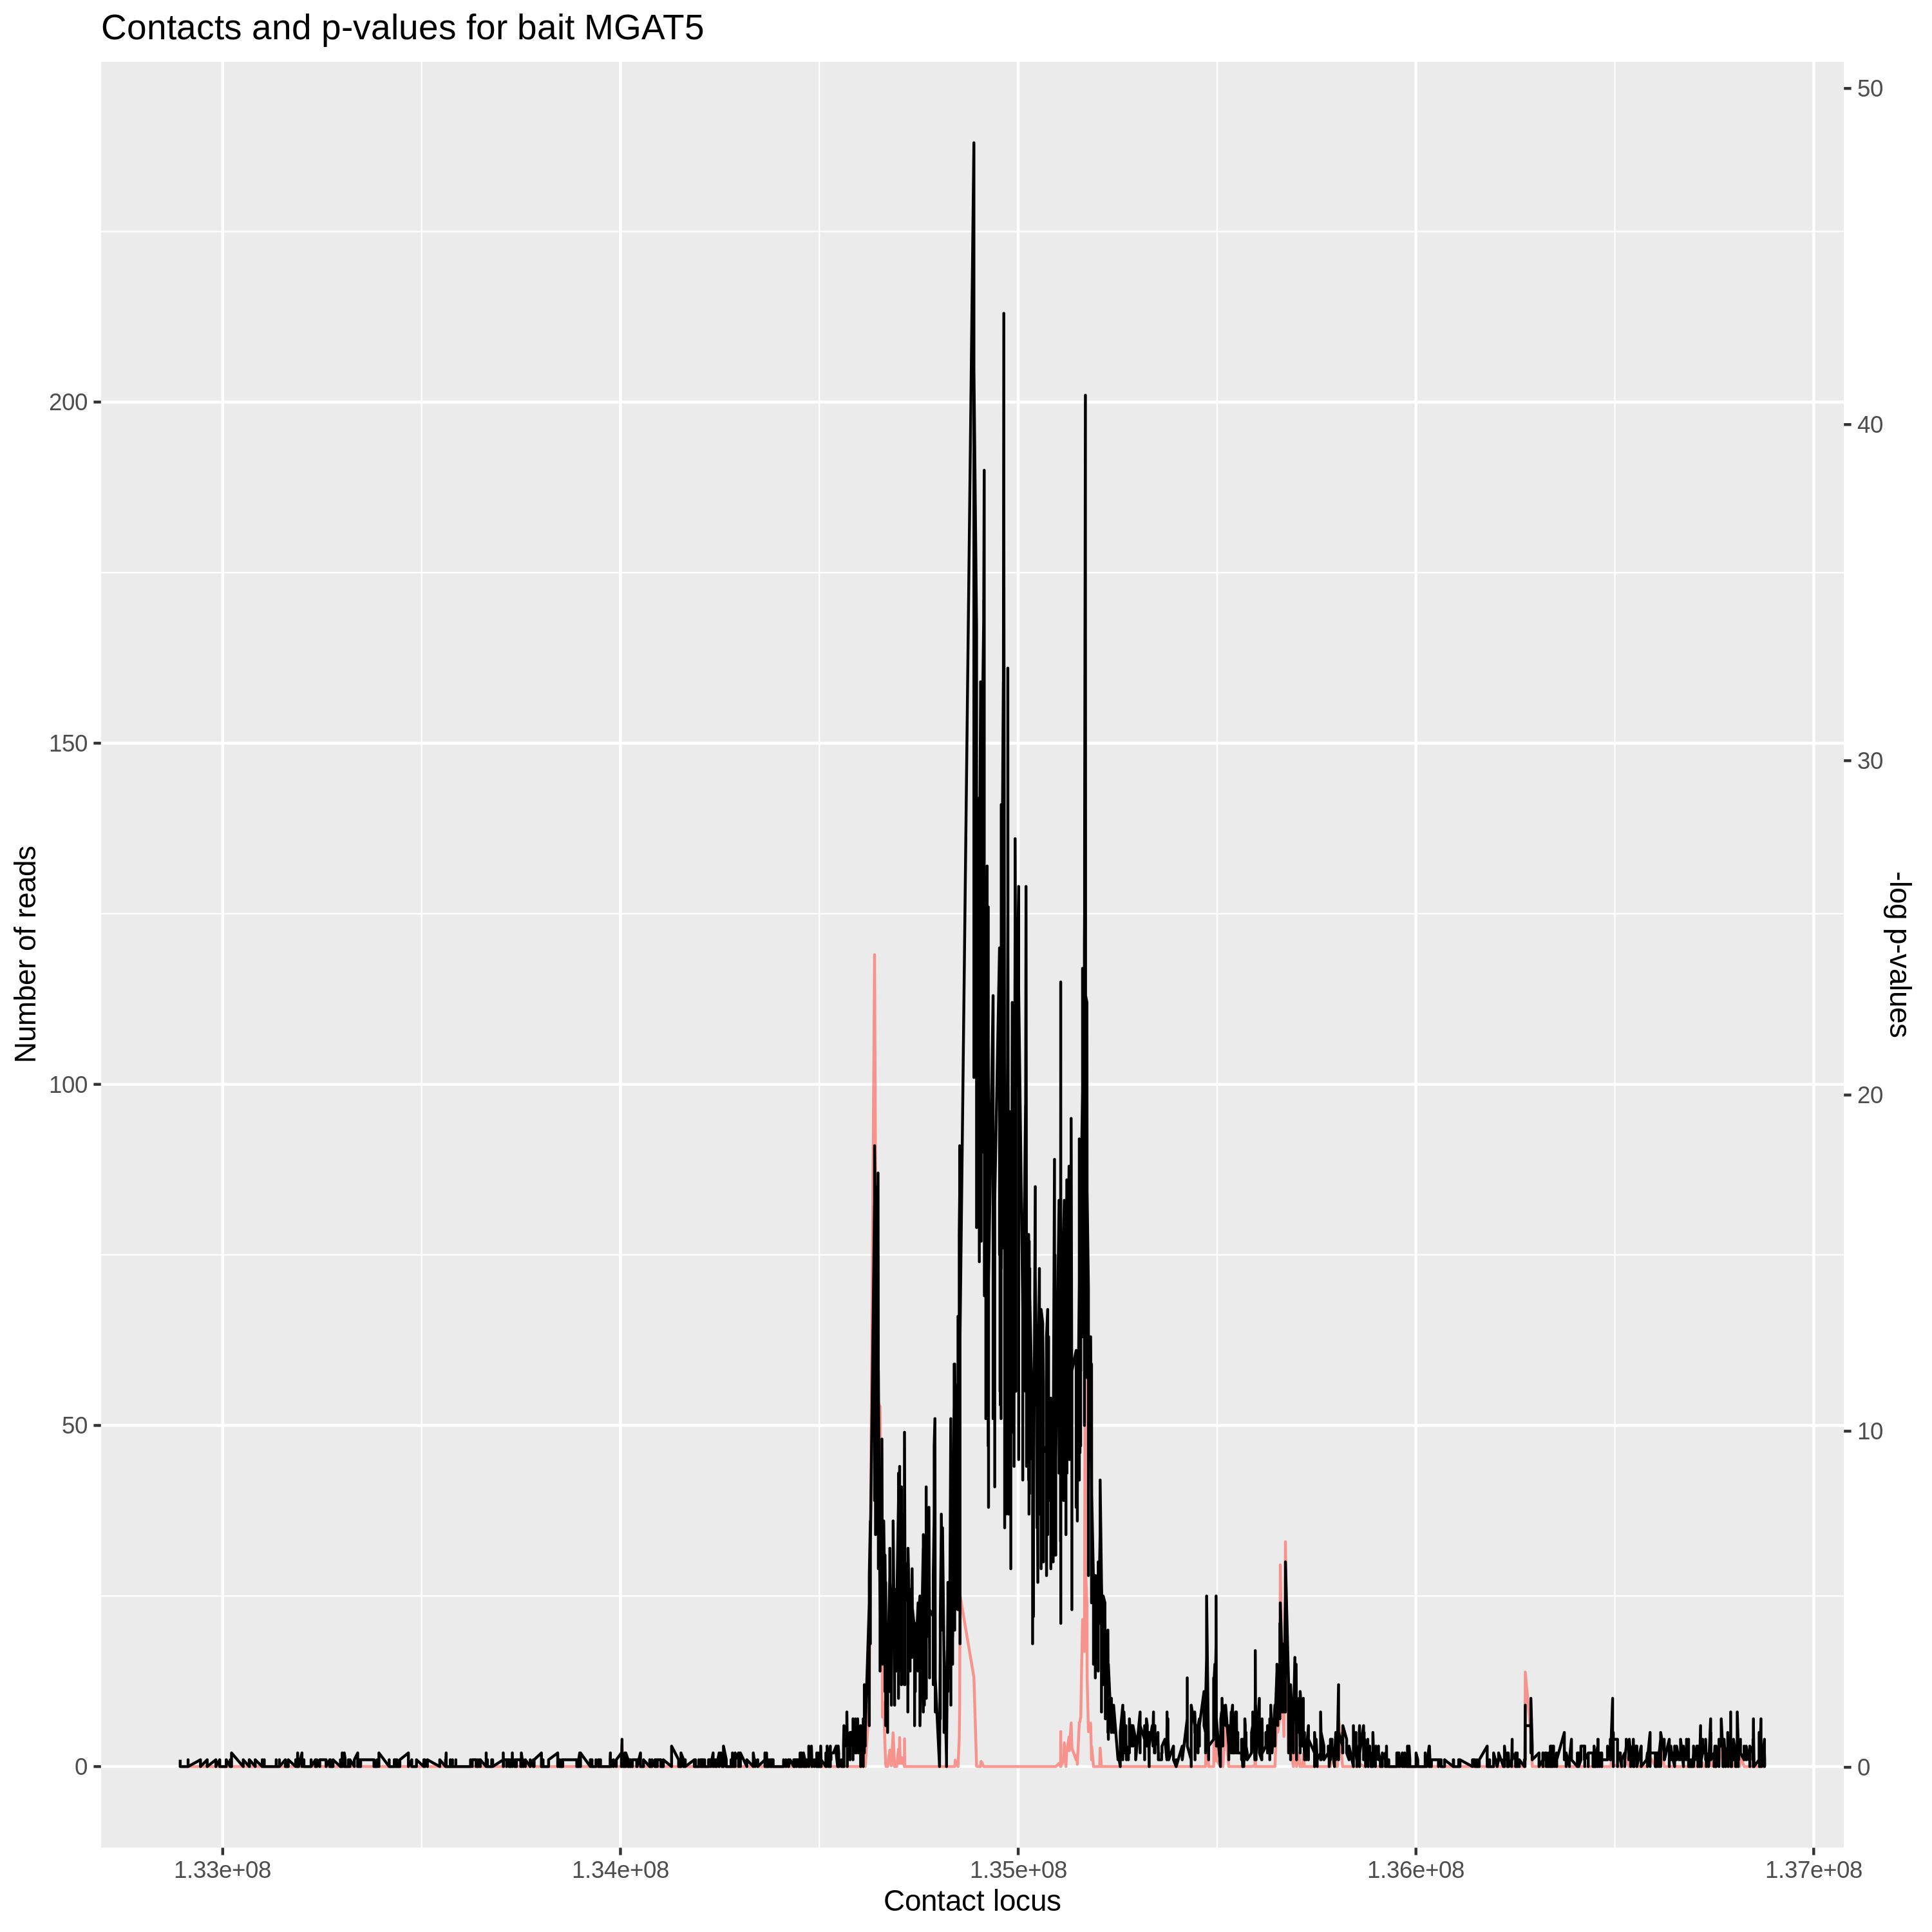 Contacts and p-values for bait MGAT5
Number of reads
200
150
100
50
0
50
40
30
20
10
0
-log p-values
1.33e+08
1.34e+08
1.35e+08
1.36e+08
1.37e+08
Contact locus